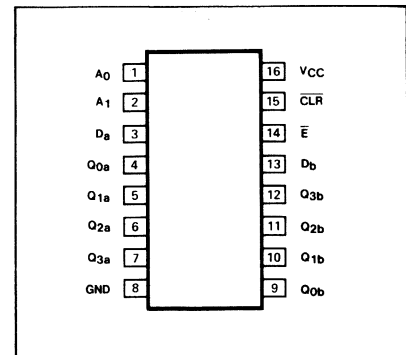 A0 1 16 VCC
A1 2 15 CLR
Da 3 14 E
Q0a 4 13 Db
Q1a 5 12 Q3b
Q2a 6 11 Q2b
Q3a 7 10 Q1b
GND 8 9 Q0b